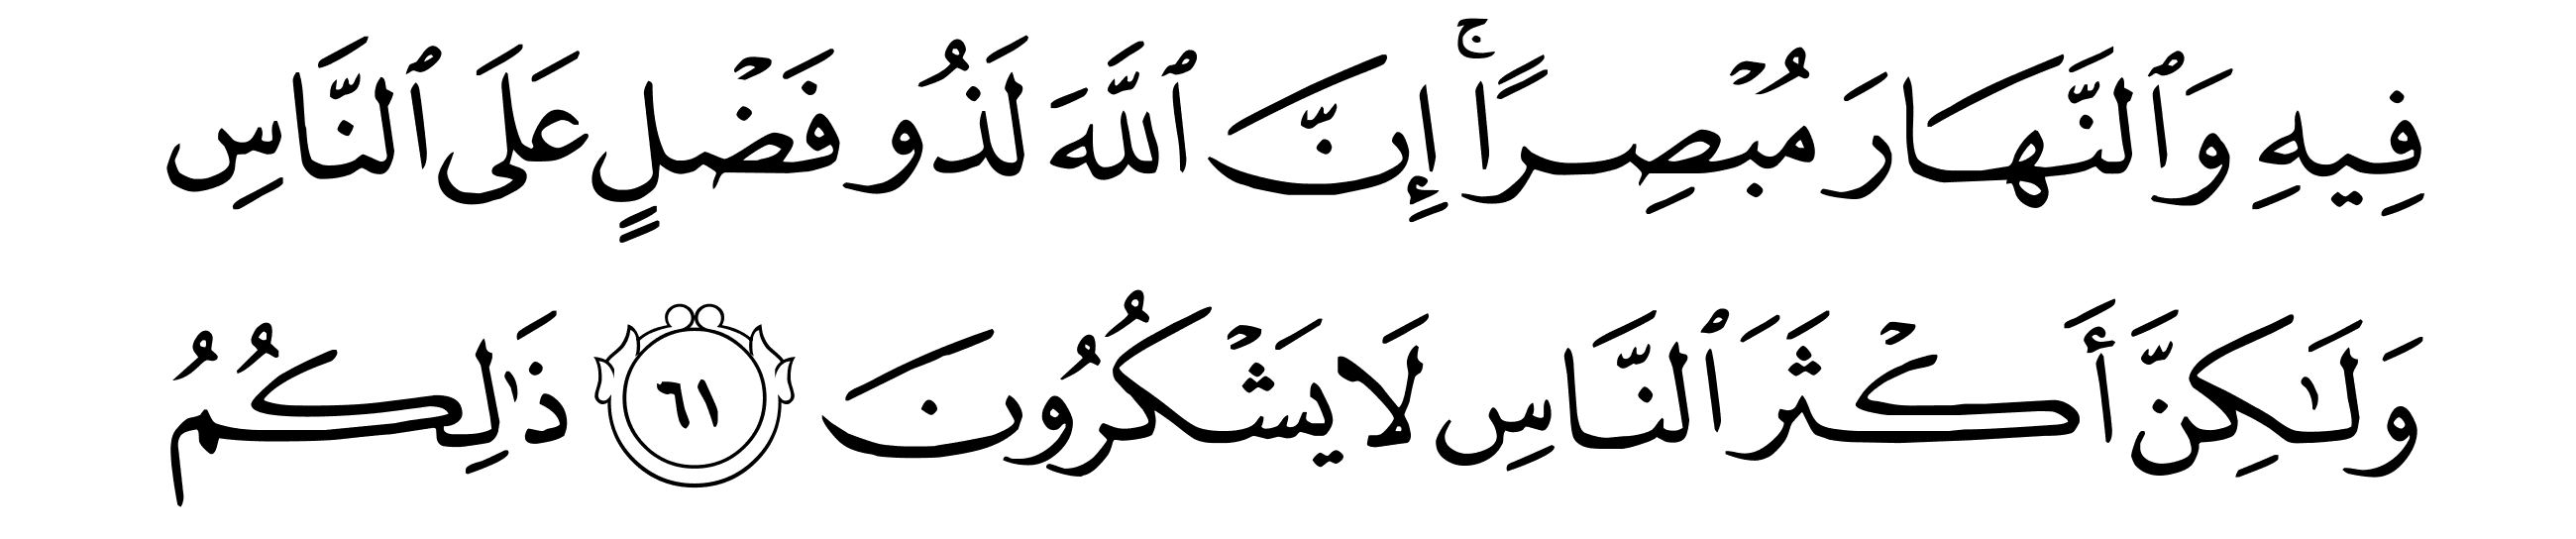 فِيهِ وَٱلنَّهَارَ مُبۡصِرًاۚ إِنَّ ٱللَّهَ لَذُو فَضۡلٍ عَلَى ٱلنَّاسِ
وَلَٰكِنَّ أَكۡثَرَ ٱلنَّاسِ لَا يَشۡكُرُونَ ٦١ ذَٰلِكُمُ